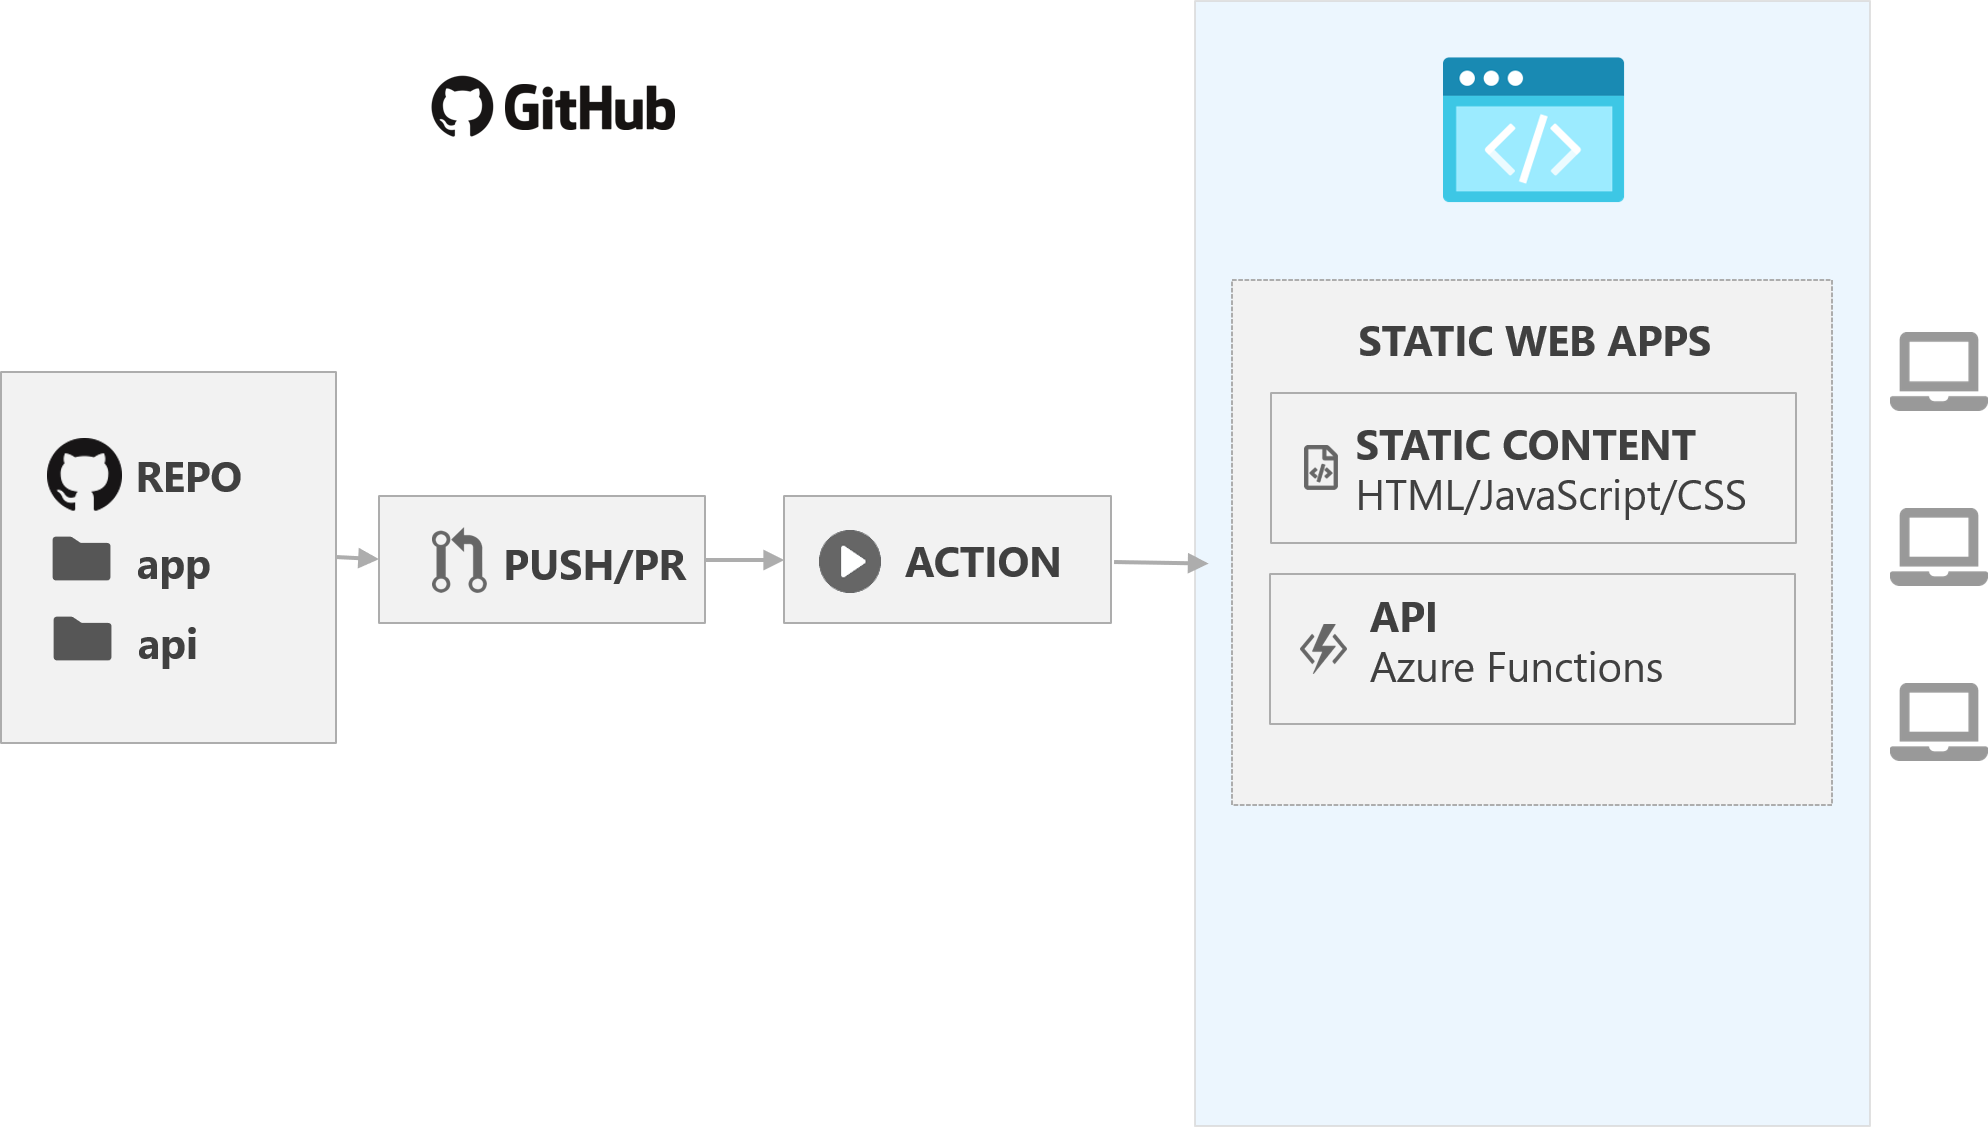 GitHub
REPO
app
api
PUSH/PR
ACTION
</>
STATIC WEB APPS
STATIC CONTENT
HTML/JavaScript/CSS
API
Azure Functions